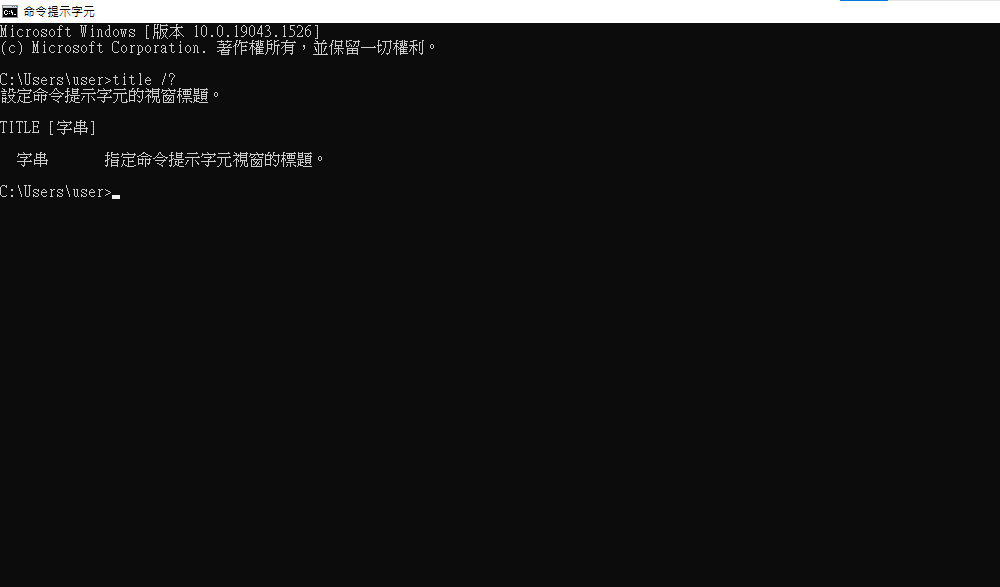 命令提示字元
Microsoft Windows [版本 10.0.19043.1526]
(c) Microsoft Corporation. 著作權所有，並保留一切權利。
C:\Users\user>title /?
設定命令提示字元的視窗標題。
TITLE [字串]
字串       指定命令提示字元視窗的標題。
C:\Users\user>